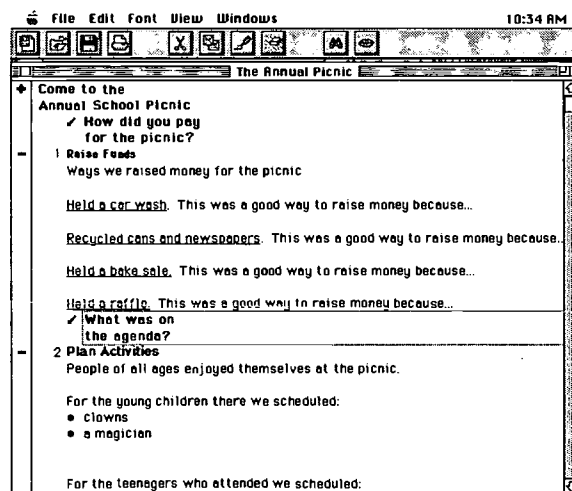 File Edit Font View Windows 10:34 AM
The Annual Picnic
Come to the
Annual School Picnic
✓ How did you pay
for the picnic?
1 Raise Funds
Ways we raised money for the picnic
Held a car wash. This was a good way to raise money because...
Recycled cans and newspapers. This was a good way to raise money because..
Held a bake sale. This was a good way to raise money because...
Held a raffle. This was a good way to raise money because...
✓ What was on
the agenda?
2 Plan Activities
People of all ages enjoyed themselves at the picnic.
For the young children there we scheduled:
• clowns
• a magician
For the teenagers who attended we scheduled: